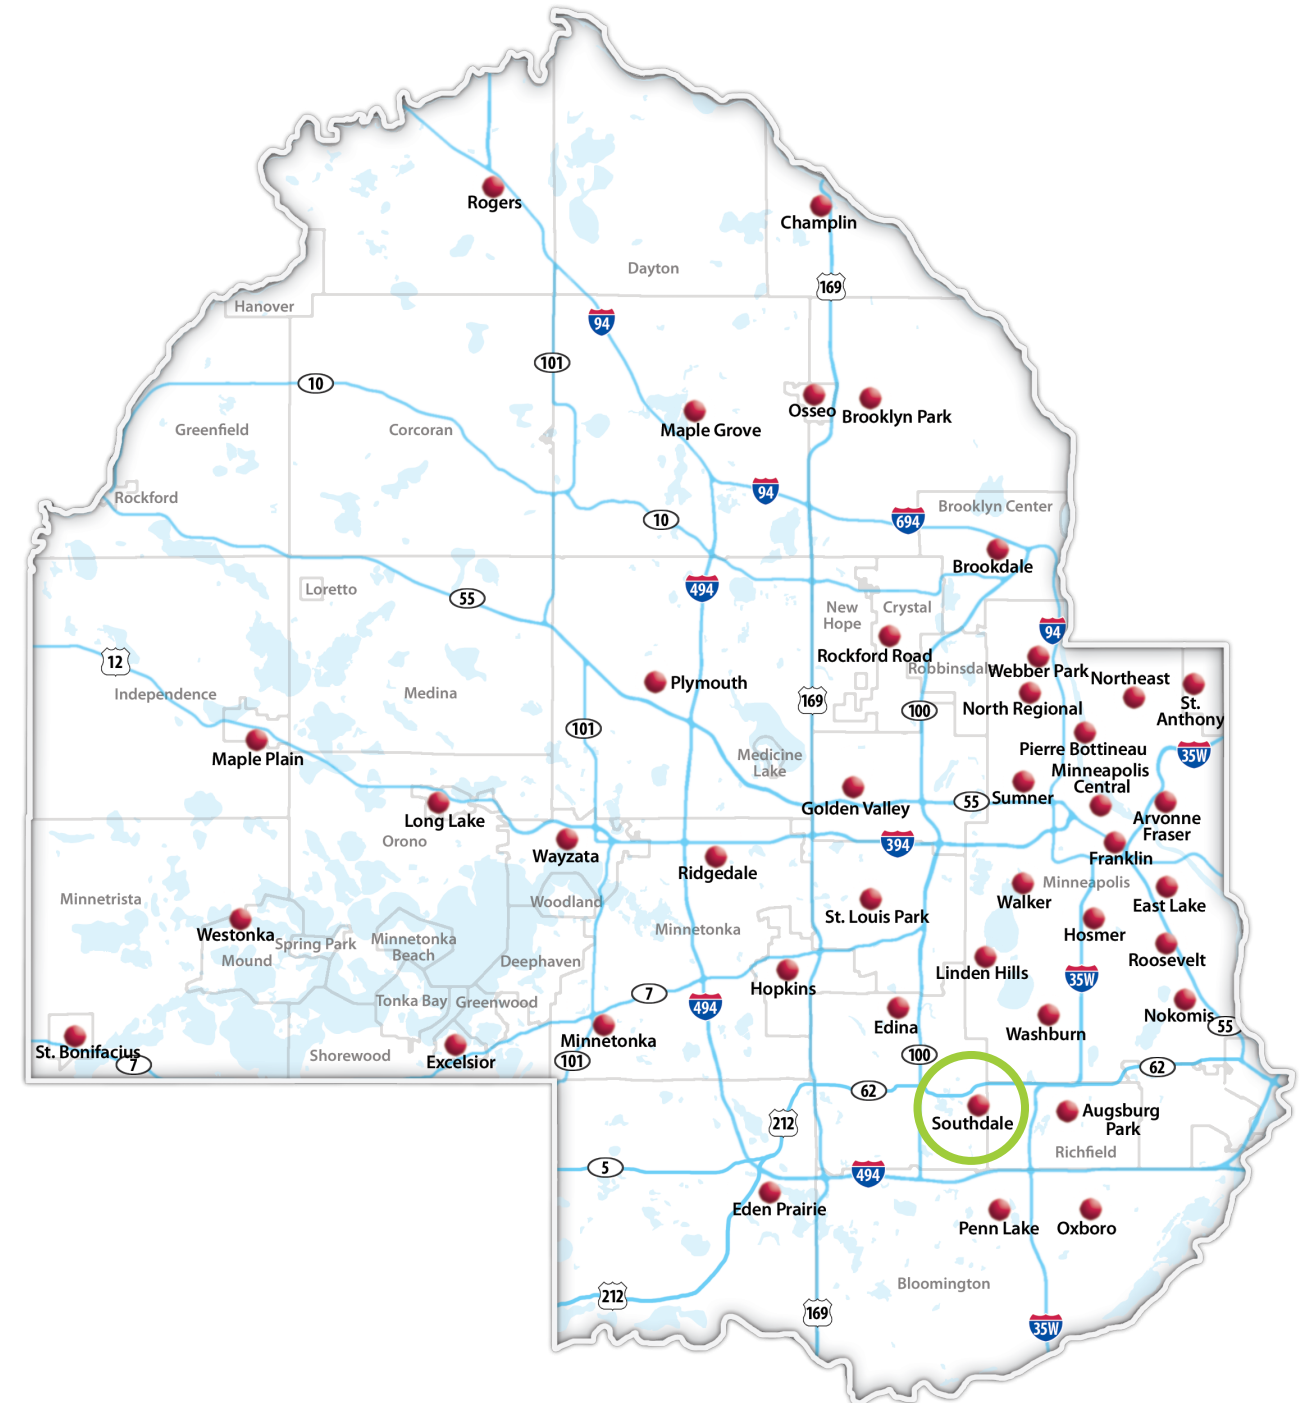 Rogers
Champlin
Dayton
169
Hanover
94
101
10
Osseo
Brooklyn Park
Maple Grove
Greenfield
Corcoran
Rockford
94
10
694
Brooklyn Center
Brookdale
494
Loretto
55
New
Hope
Crystal
94
12
Rockford Road
Robbinsdale
Webber Park
Northeast
Plymouth
Independence
Medina
169
100
North Regional
St.
Anthony
101
Maple Plain
Medicine
Lake
Pierre Bottineau
35W
Minneapolis
Central
Golden Valley
55
Sumner
Long Lake
Arvonne
Fraser
Orono
394
Wayzata
Franklin
Ridgedale
Minneapolis
Minnetrista
Woodland
Walker
East Lake
St. Louis Park
Westonka
Spring Park
Minnetonka
Beach
Minnetonka
Hosmer
Mound
Deephaven
Roosevelt
Linden Hills
35W
Hopkins
7
Tonka Bay
Greenwood
494
Nokomis
55
Edina
Washburn
Minnetonka
St. Bonifacius
7
Shorewood
Excelsior
101
100
62
62
Southdale
Augsburg
Park
212
Richfield
5
494
Eden Prairie
Penn Lake
Oxboro
Bloomington
212
169
35W